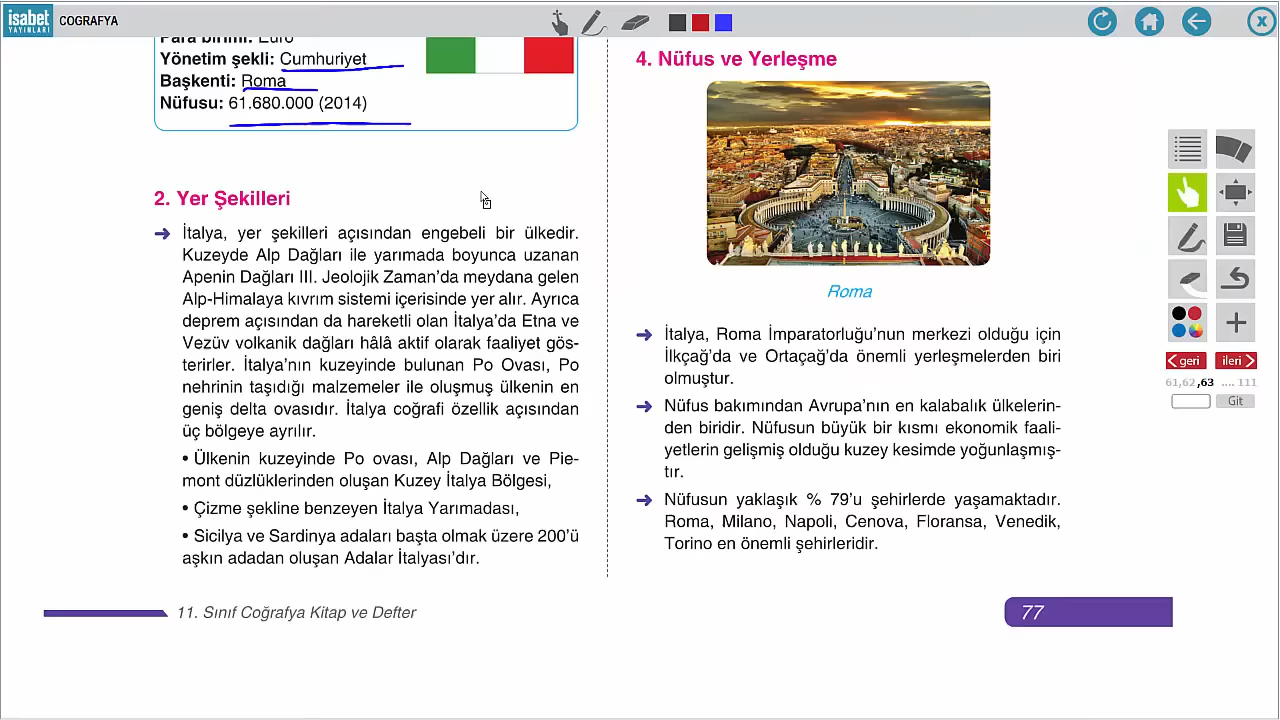 isabet
YAYINLARI
COGRAFYA
Para birimi: Euro
Yönetim şekli: Cumhuriyet
Başkenti: Roma
Nüfusu: 61.680.000 (2014)
2. Yer Şekilleri
İtalya, yer şekilleri açısından engebeli bir ülkedir.
Kuzeyde Alp Dağları ile yarımada boyunca uzanan
Apenin Dağları III. Jeolojik Zaman’da meydana gelen
Alp-Himalaya kıvrım sistemi içerisinde yer alır. Ayrıca
deprem açısından da hareketli olan İtalya’da Etna ve
Vezüv volkanik dağları hâlâ aktif olarak faaliyet gös-
terirler. İtalya’nın kuzeyinde bulunan Po Ovası, Po
nehrinin taşıdığı malzemeler ile oluşmuş ülkenin en
geniş delta ovasıdır. İtalya coğrafi özellik açısından
üç bölgeye ayrılır.
• Ülkenin kuzeyinde Po ovası, Alp Dağları ve Pie-
mont düzlüklerinden oluşan Kuzey İtalya Bölgesi,
• Çizme şekline benzeyen İtalya Yarımadası,
• Sicilya ve Sardinya adaları başta olmak üzere 200’ü
aşkın adadan oluşan Adalar İtalyası’dır.
4. Nüfus ve Yerleşme
Roma
İtalya, Roma İmparatorluğu’nun merkezi olduğu için
İlkçağ’da ve Ortaçağ’da önemli yerleşmelerden biri
olmuştur.
Nüfus bakımından Avrupa’nın en kalabalık ülkelerin-
den biridir. Nüfusun büyük bir kısmı ekonomik faali-
yetlerin gelişmiş olduğu kuzey kesimde yoğunlaşmış-
tır.
Nüfusun yaklaşık % 79’u şehirlerde yaşamaktadır.
Roma, Milano, Napoli, Cenova, Floransa, Venedik,
Torino en önemli şehirleridir.
11. Sınıf Coğrafya Kitap ve Defter
77
geri
ileri
61,62,63 .... 111
Git